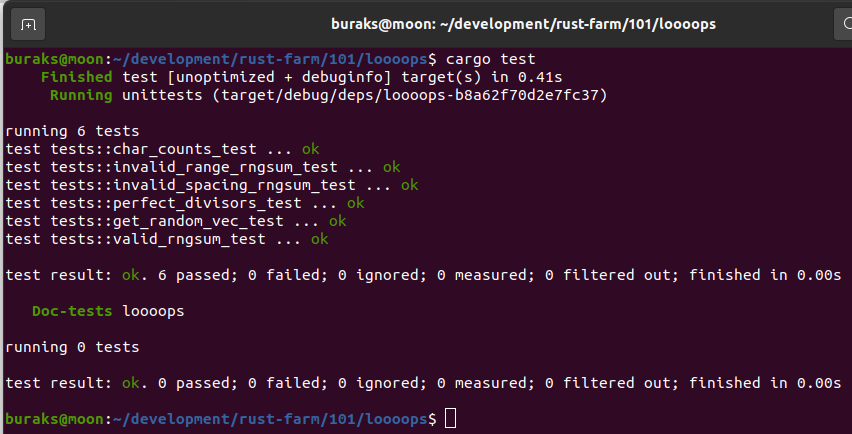 buraks@moon: ~/development/rust-farm/101/loooops
buraks@moon:~/development/rust-farm/101/loooops$ cargo test
    Finished test [unoptimized + debuginfo] target(s) in 0.41s
     Running unittests (target/debug/deps/loooops-b8a62f70d2e7fc37)
running 6 tests
test tests::char_counts_test ... ok
test tests::invalid_range_rngsum_test ... ok
test tests::invalid_spacing_rngsum_test ... ok
test tests::perfect_divisors_test ... ok
test tests::get_random_vec_test ... ok
test tests::valid_rngsum_test ... ok
test result: ok. 6 passed; 0 failed; 0 ignored; 0 measured; 0 filtered out; finished in 0.00s
   Doc-tests loooops
running 0 tests
test result: ok. 0 passed; 0 failed; 0 ignored; 0 measured; 0 filtered out; finished in 0.00s
buraks@moon:~/development/rust-farm/101/loooops$